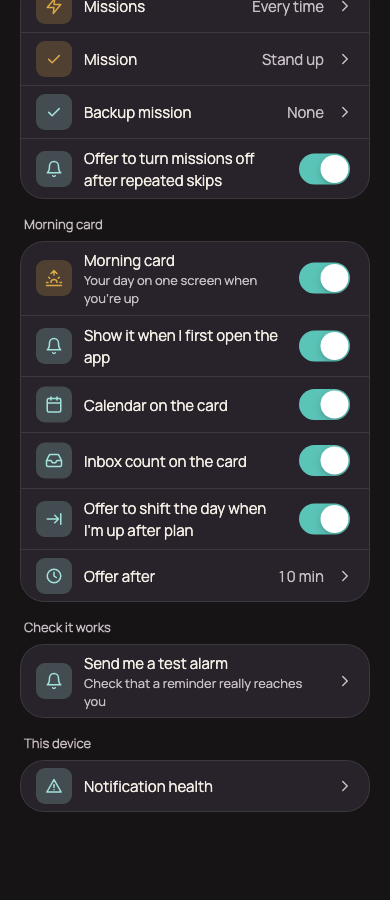 Missions
Every time
Mission
Stand up
Backup mission
None
Offer to turn missions off
after repeated skips
Morning card
Morning card
Your day on one screen when
you're up
Show it when I first open the
app
Calendar on the card
Inbox count on the card
Offer to shift the day when
I'm up after plan
Offer after
10 min
Check it works
Send me a test alarm
Check that a reminder really reaches
you
This device
Notification health